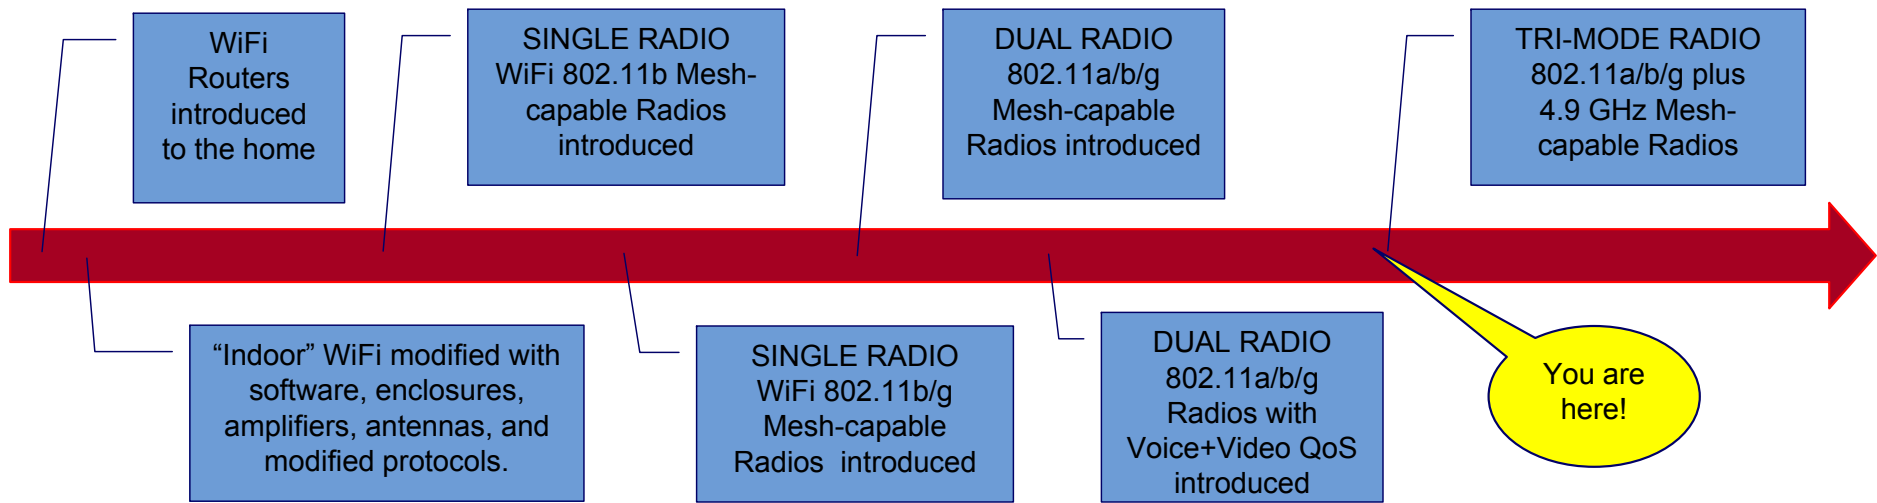 WiFi
Routers
introduced
to the home
SINGLE RADIO
WiFi 802.11b Mesh-
capable Radios
introduced
DUAL RADIO
802.11a/b/g
Mesh-capable
Radios introduced
TRI-MODE RADIO
802.11a/b/g plus
4.9 GHz Mesh-
capable Radios
“Indoor” WiFi modified with
software, enclosures,
amplifiers, antennas, and
modified protocols.
SINGLE RADIO
WiFi 802.11b/g
Mesh-capable
Radios introduced
DUAL RADIO
802.11a/b/g
Radios with
Voice+Video QoS
introduced
You are
here!